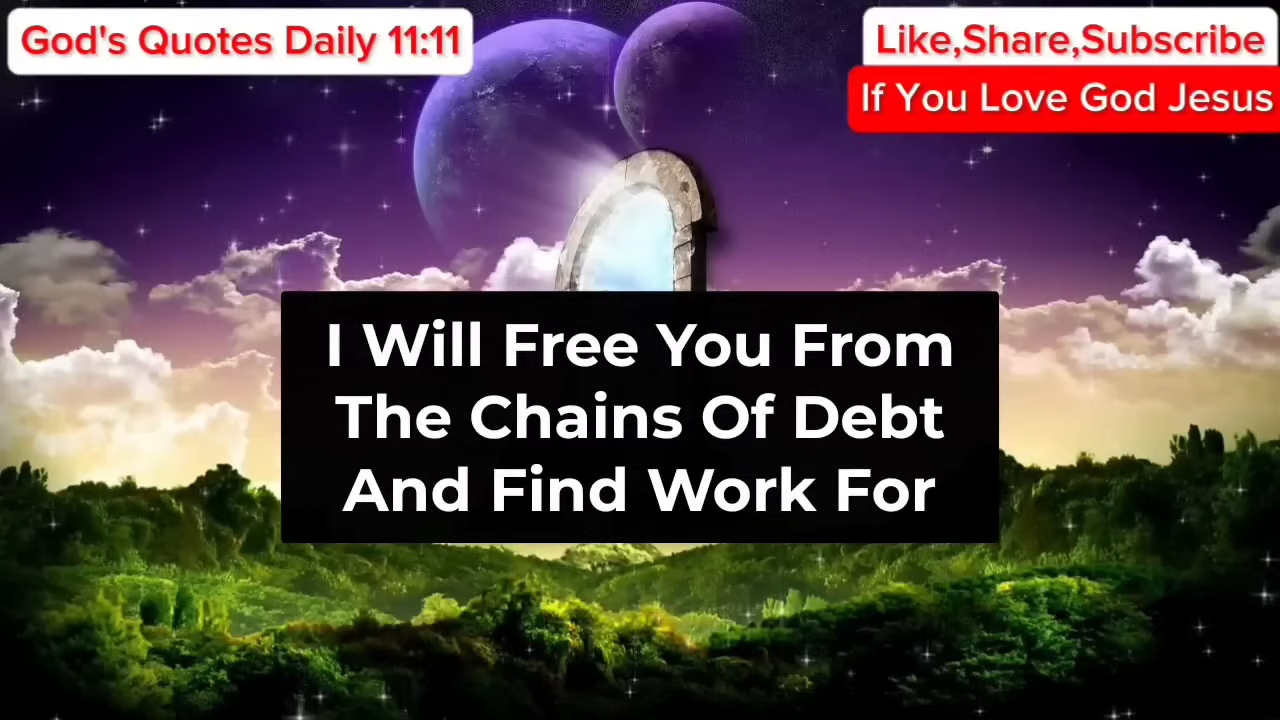 God's Quotes Daily 11:11
Like,Share,Subscribe
If You Love God Jesus
I Will Free You From
The Chains Of Debt
And Find Work For